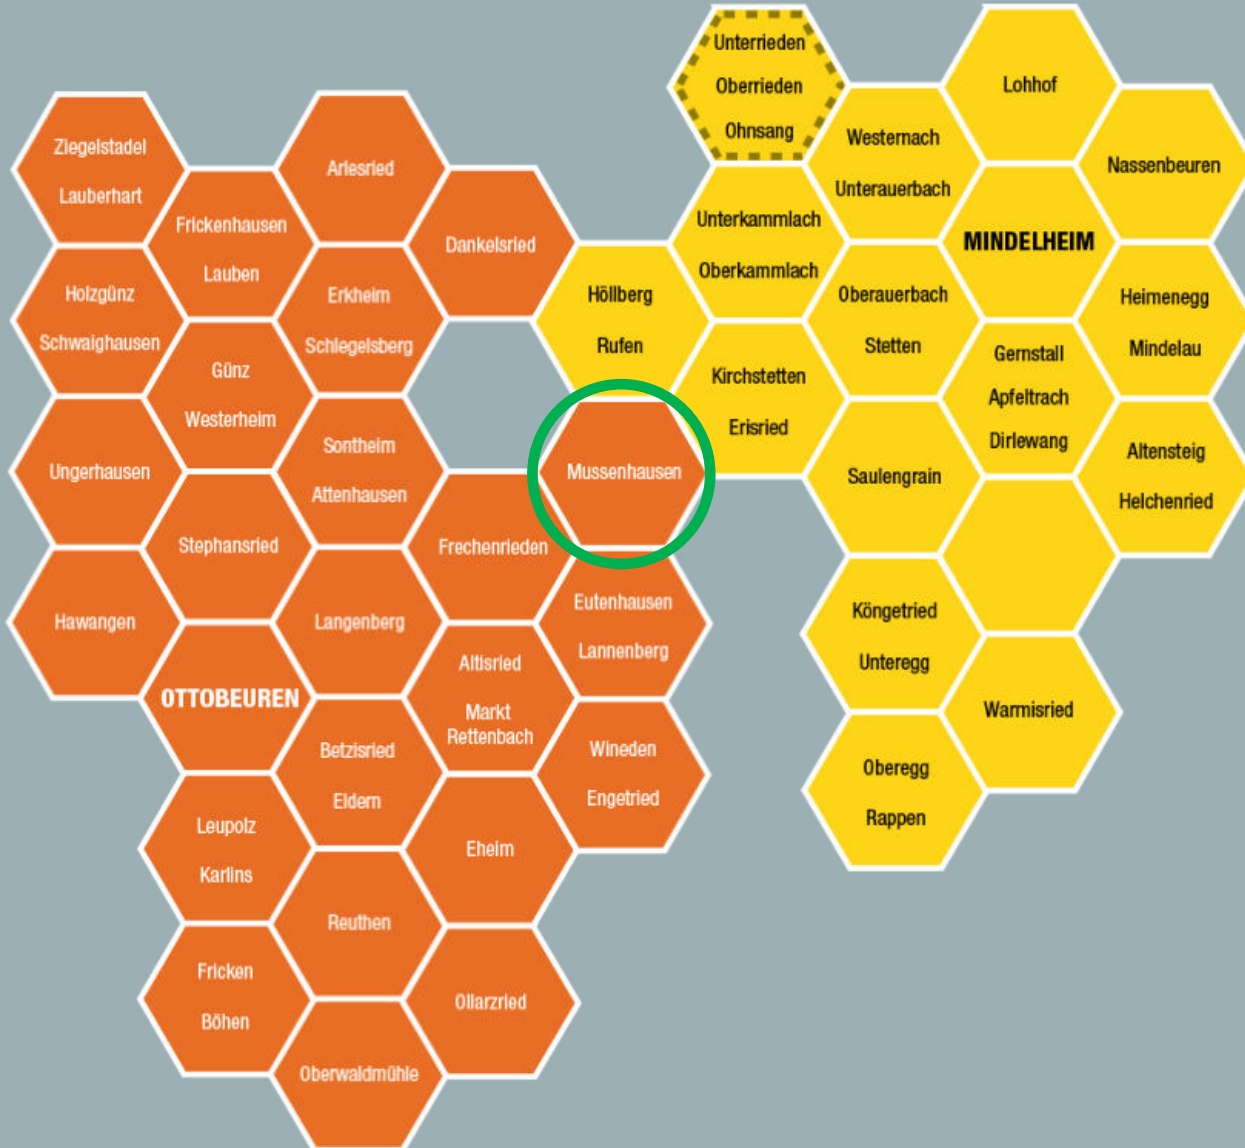 Ziegelstadel
Lauberhart
Holzgünz
Schwaighausen
Ungerhausen
Hawangen
Frickenhausen
Lauben
Günz
Westerheim
Stephansried
OTTOBEUREN
Leupolz
Karlins
Fricken
Böhen
Arlesried
Erkheim
Schlegelsberg
Sontheim
Attenhausen
Langenberg
Betzisried
Eldern
Reuthen
Oberwaldmühle
Dankelsried
Frechenrieden
Altisried
Markt
Rettenbach
Eheim
Ollarzried
Höllberg
Rufen
Mussenhausen
Eutenhausen
Lannenberg
Wineden
Engetried
Unterrieden
Oberrieden
Ohnsang
Unterkammlach
Oberkammlach
Kirchstetten
Erisried
Westernach
Unterauerbach
Oberauerbach
Stetten
Saulengrain
Köngetried
Unteregg
Oberegg
Rappen
Lohhof
MINDELHEIM
Gernstall
Apfeltrach
Dirlewang
Warmisried
Nassenbeuren
Heimenegg
Mindelau
Altensteig
Helchenried